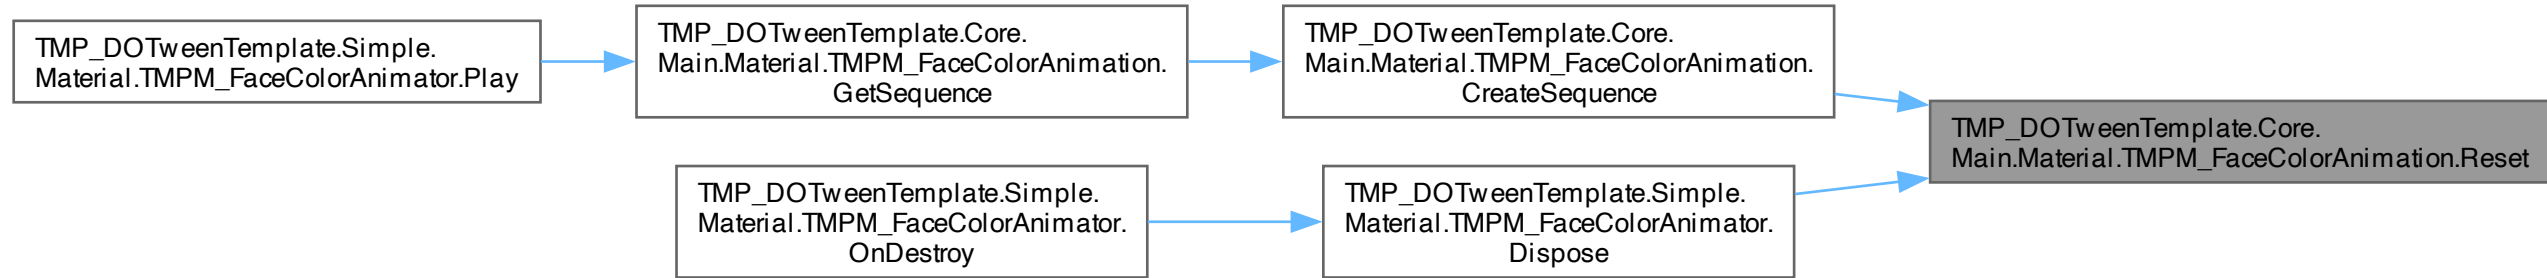 TMP_DOTweenTemplate.Simple.
Material.TMPM_FaceColorAnimator.Play
TMP_DOTweenTemplate.Core.
Main.Material.TMPM_FaceColorAnimation.
GetSequence
TMP_DOTweenTemplate.Core.
Main.Material.TMPM_FaceColorAnimation.
CreateSequence
TMP_DOTweenTemplate.Core.
Main.Material.TMPM_FaceColorAnimation.Reset
TMP_DOTweenTemplate.Simple.
Material.TMPM_FaceColorAnimator.
OnDestroy
TMP_DOTweenTemplate.Simple.
Material.TMPM_FaceColorAnimator.
Dispose